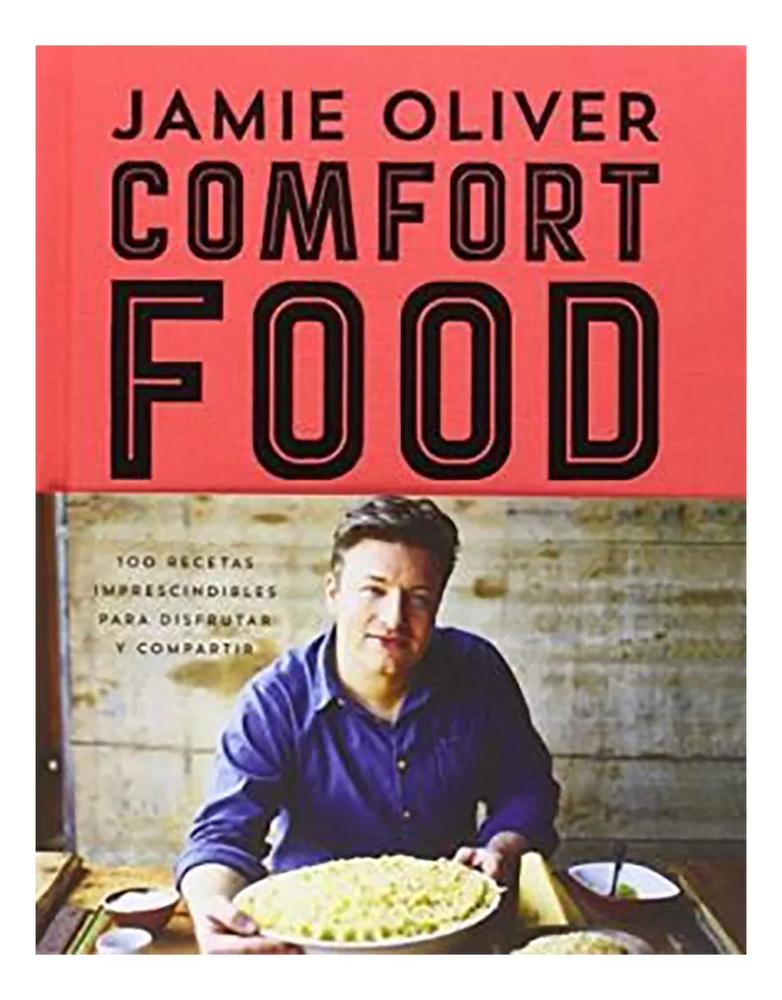 JAMIE OLIVER
COMFORT
FOOD
100 RECETAS
IMPRESCINDIBLES
PARA DISFRUTAR
Y COMPARTIR